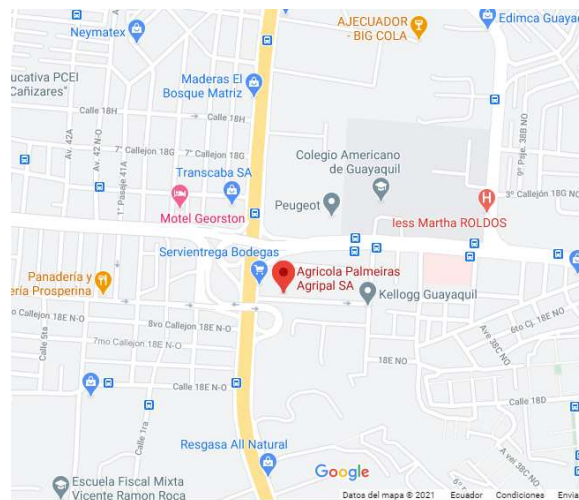 AJECUADOR
- BIG COLA
Edimca Guaya
Neymatex
ucativa PCEI
Cañizares"
Maderas El
Bosque Matriz
Calle 18H
Calle 18H
Av. 42A
Av. 42 N-O
1° Pasaje 41A
7° Callejon 18G
7° Callejon 18G
9° Pje. 38B NO
Colegio Americano
de Guayaquil
Transcaba SA
Peugeot
3° Callejón 18G NO
Motel Georston
Iess Martha ROLDOS
Servientrega Bodegas
Agricola Palmeiras
Agripal SA
Panadería y
ería Prosperina
Kellogg Guayaquil
Callejon 18E N-O
8vo Callejon 18E N-O
7mo Callejon 18E N-O
Calle 5ta
Ave 38C NO
6to Cj. 18E N
18E NO
Calle 18E N-O
Calle 18D
Calle 1ra
A vei 38C NO
Resgasa All Natural
Escuela Fiscal Mixta
Vicente Ramon Roca
Google
Datos del mapa © 2021 Ecuador Condiciones Envia